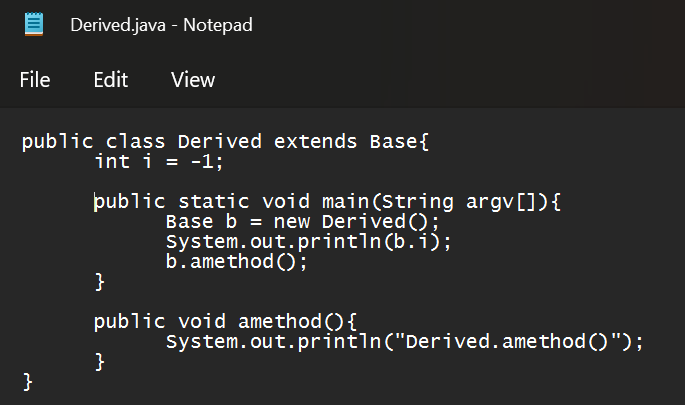 Derived.java - Notepad
File Edit View
public class Derived extends Base{
int i = -1;
public static void main(String argv[]){
Base b = new Derived();
System.out.println(b.i);
b.amethod();
}
public void amethod(){
System.out.println("Derived.amethod()");
}
}